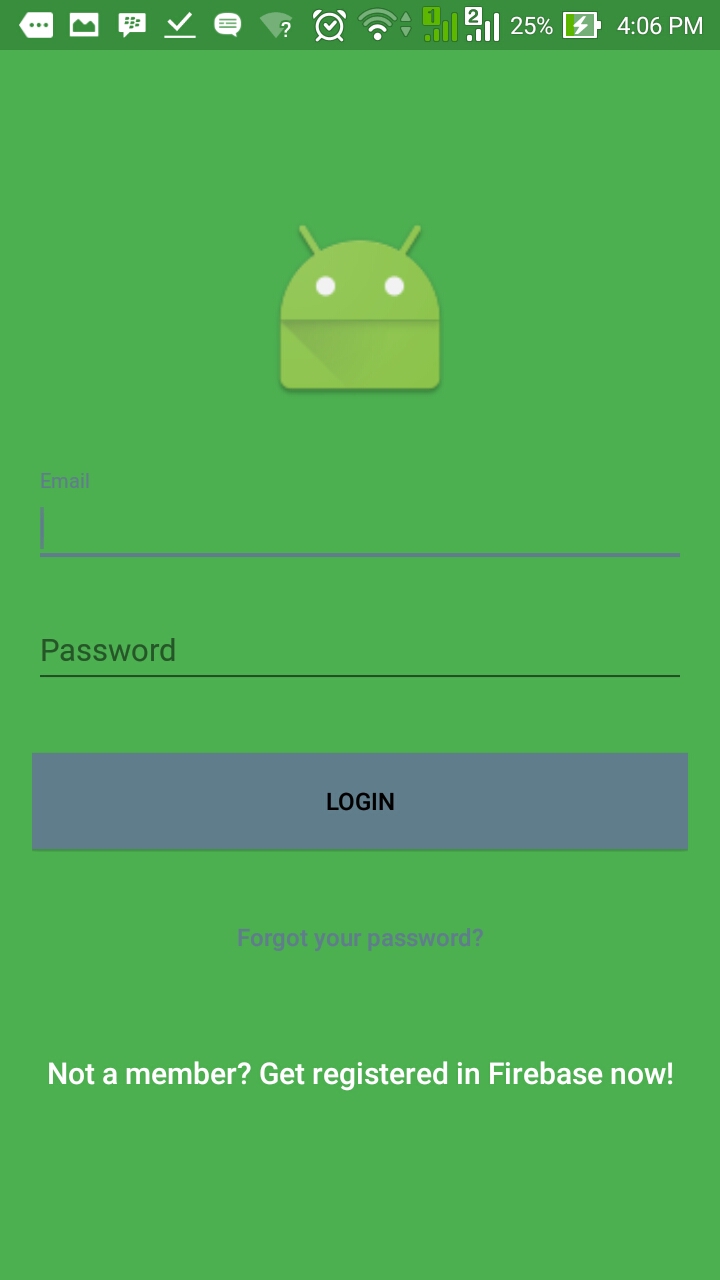 1 2 25% 4:06 PM
Email
Password
LOGIN
Forgot your password?
Not a member? Get registered in Firebase now!